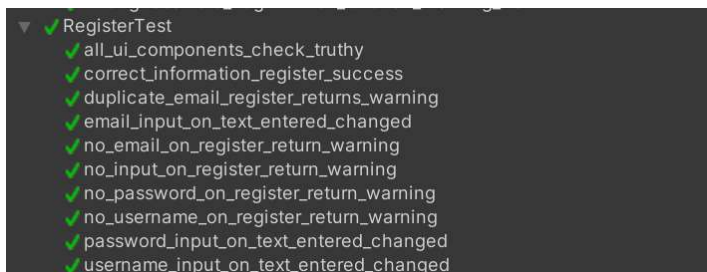 RegisterTest
all_ui_components_check_truthy
correct_information_register_success
duplicate_email_register_returns_warning
email_input_on_text_entered_changed
no_email_on_register_return_warning
no_input_on_register_return_warning
no_password_on_register_return_warning
no_username_on_register_return_warning
password_input_on_text_entered_changed
username_input_on_text_entered_changed